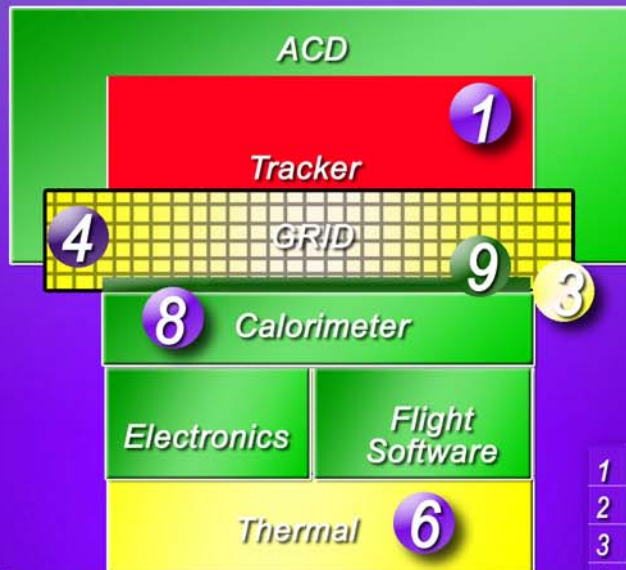 ACD
1
Tracker
4
GRID
9
3
8
Calorimeter
Electronics
Flight
Software
Thermal
6
1
2
3